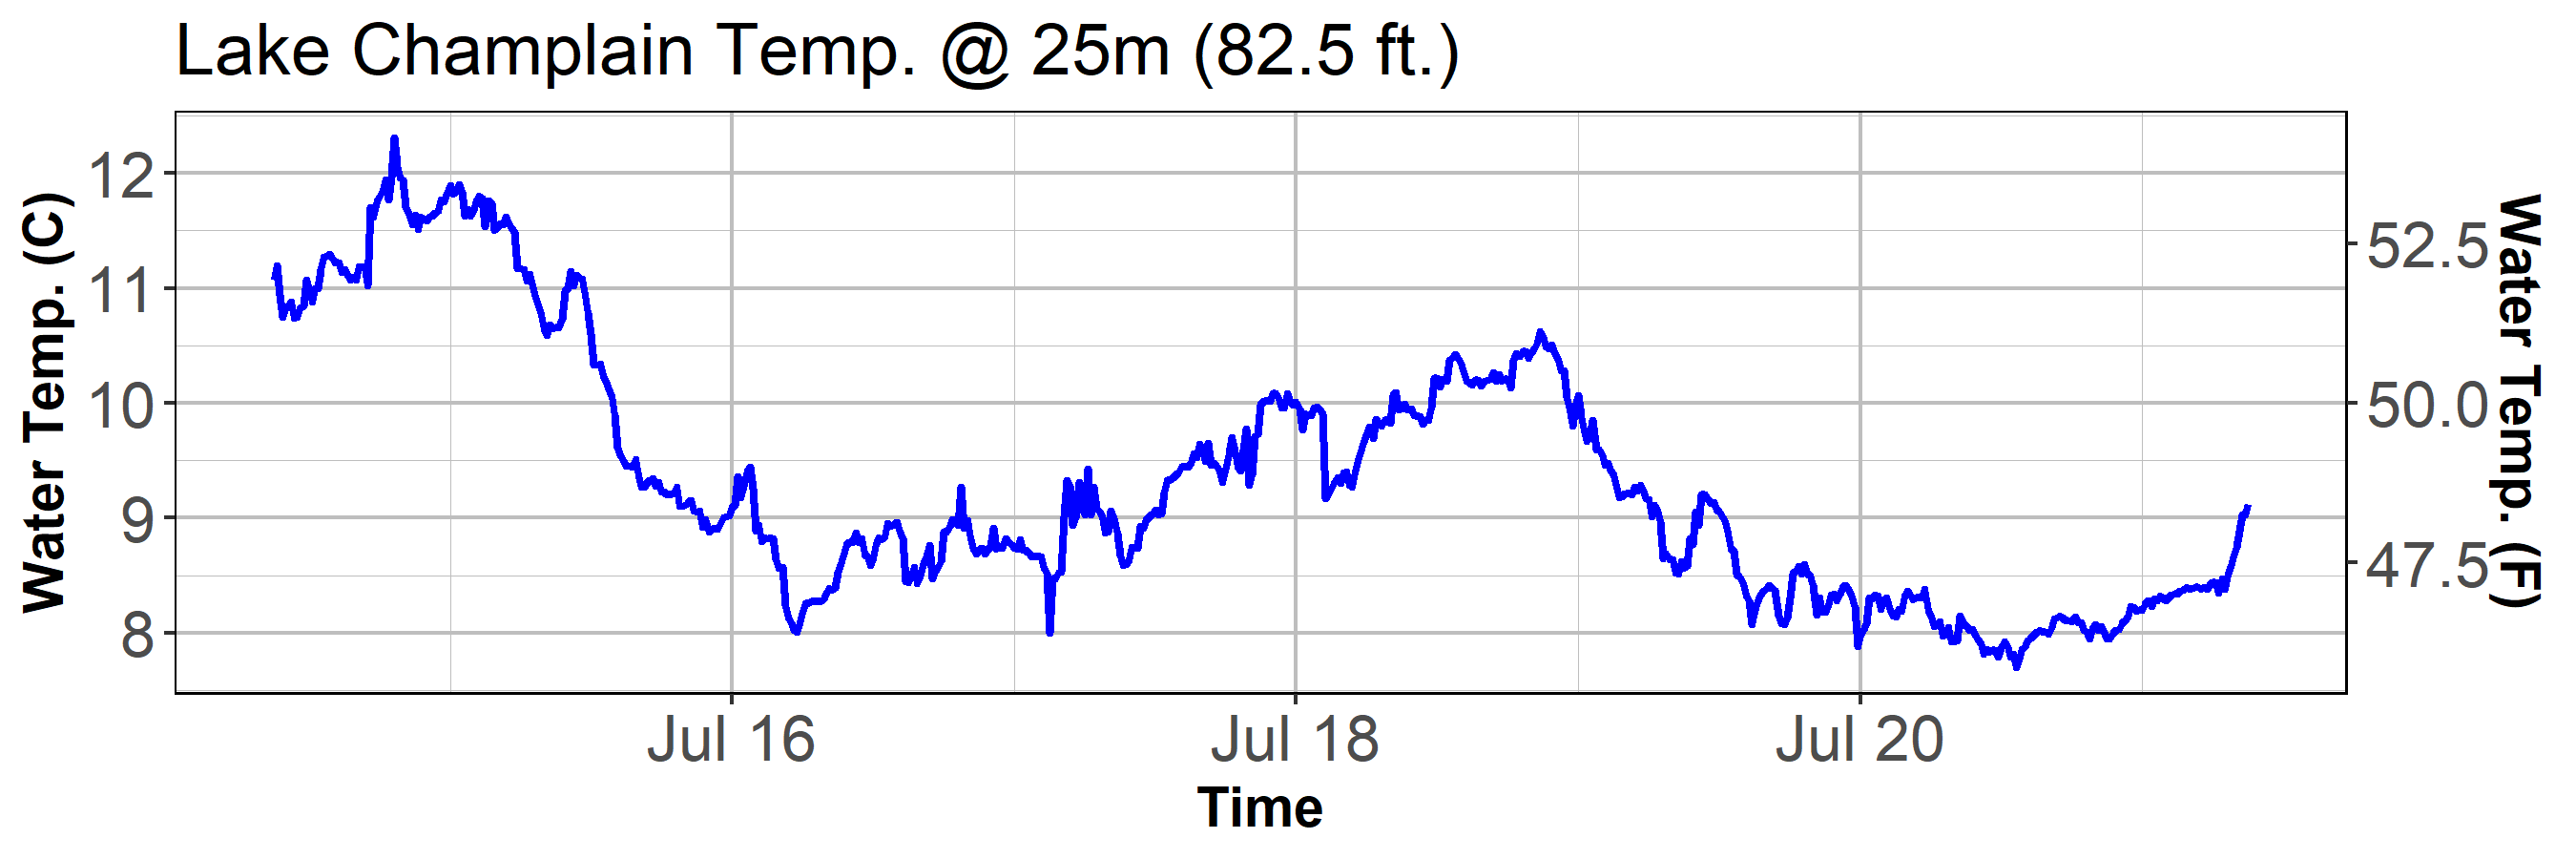 Lake Champlain Temp. @ 25m (82.5 ft.)
Water Temp. (C)
12
11
10
9
8
52.5
50.0
47.5
Water Temp. (F)
Jul 16 Jul 18 Jul 20
Time